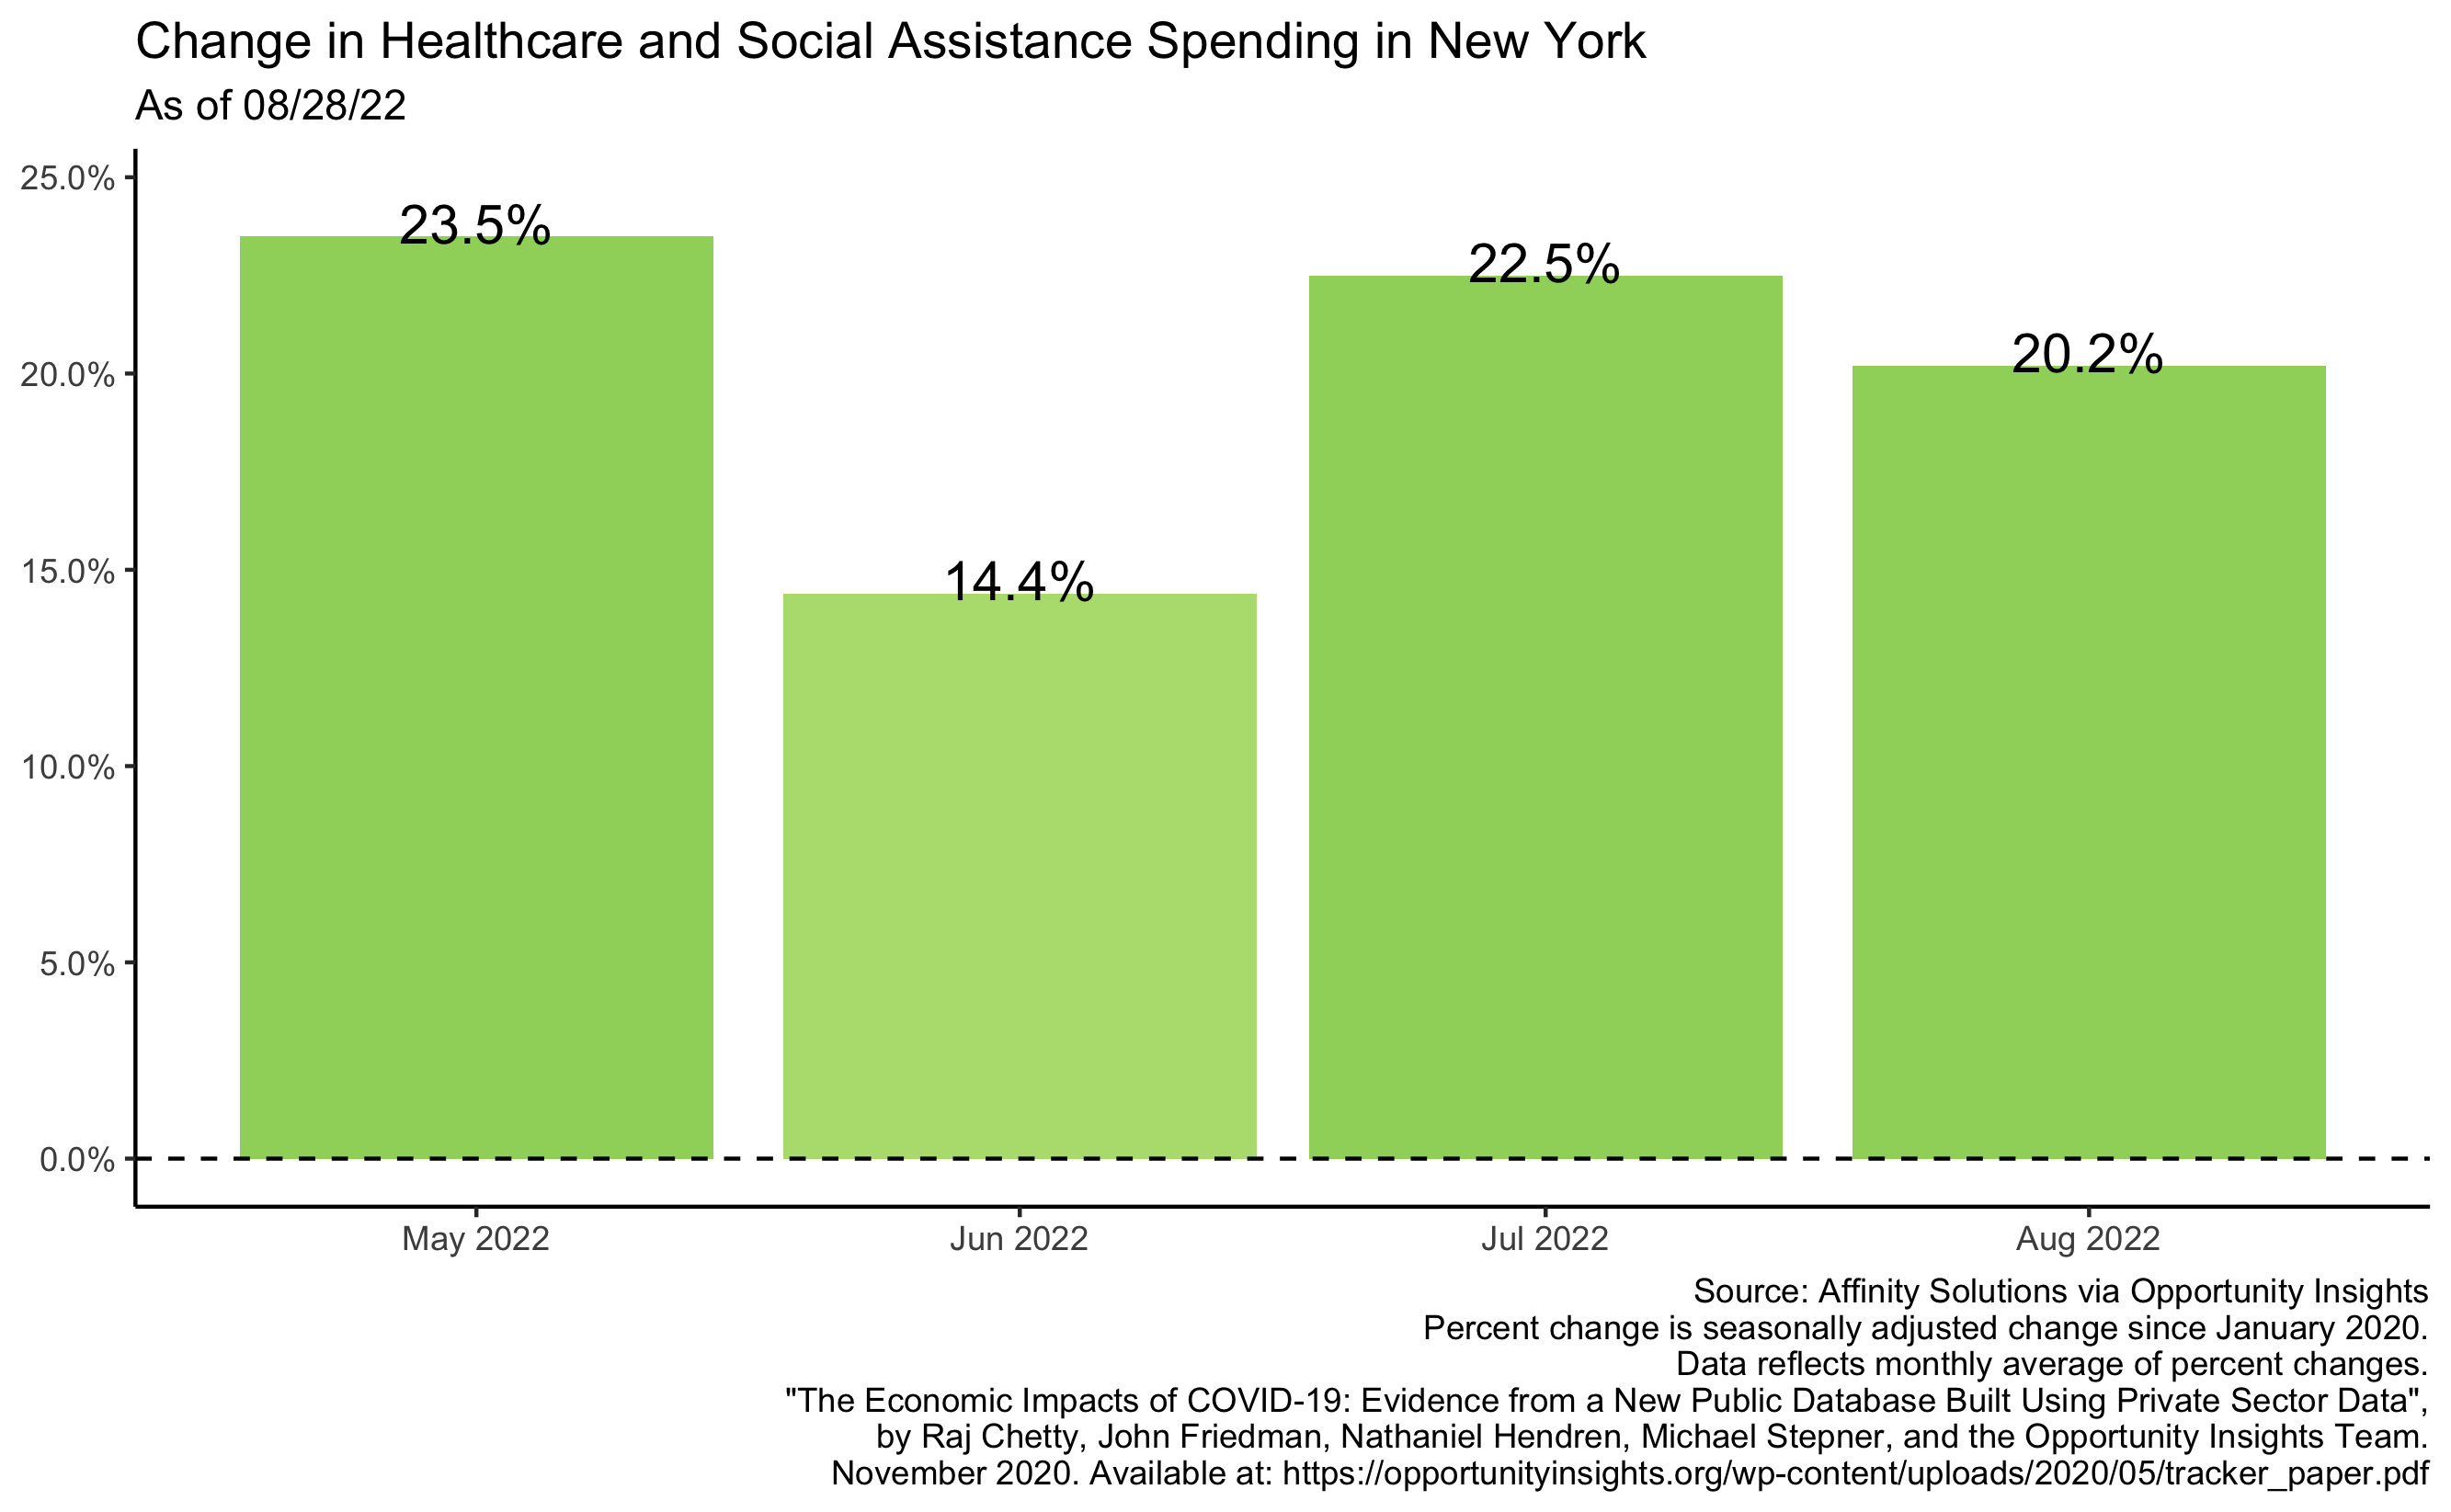 Change in Healthcare and Social Assistance Spending in New York
As of 08/28/22
25.0%
20.0%
15.0%
10.0%
5.0%
0.0%
23.5%
14.4%
22.5%
20.2%
May 2022
Jun 2022
Jul 2022
Aug 2022
Source: Affinity Solutions via Opportunity Insights
Percent change is seasonally adjusted change since January 2020.
Data reflects monthly average of percent changes.
"The Economic Impacts of COVID-19: Evidence from a New Public Database Built Using Private Sector Data",
by Raj Chetty, John Friedman, Nathaniel Hendren, Michael Stepner, and the Opportunity Insights Team.
November 2020. Available at: https://opportunityinsights.org/wp-content/uploads/2020/05/tracker_paper.pdf